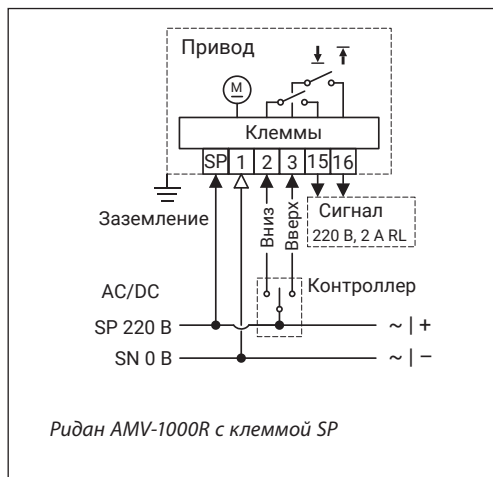 Привод
M
Клеммы
SP 1 2 3 15 16
Заземление
Вниз
Вверх
Сигнал
220 В, 2 A RL
AC/DC
Контроллер
SP 220 В ~ | +
SN 0 В ~ | −
Ридан AMV-1000R с клеммой SP